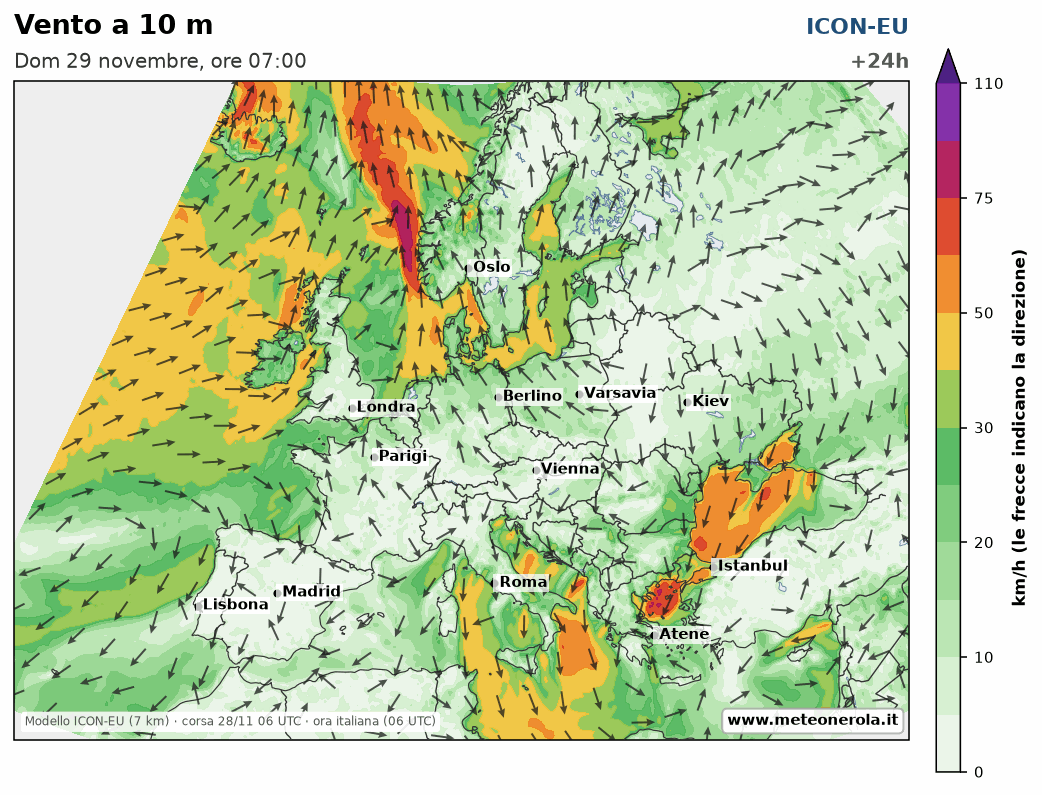 Vento a 10 m
ICON-EU
Dom 29 novembre, ore 07:00
+24h
110
75
50
30
20
10
0
km/h (le frecce indicano la direzione)
Oslo
Berlino
Varsavia
Kiev
Londra
Parigi
Vienna
Istanbul
Roma
Madrid
Lisbona
Atene
Modello ICON-EU (7 km) · corsa 28/11 06 UTC · ora italiana (06 UTC)
www.meteonerola.it